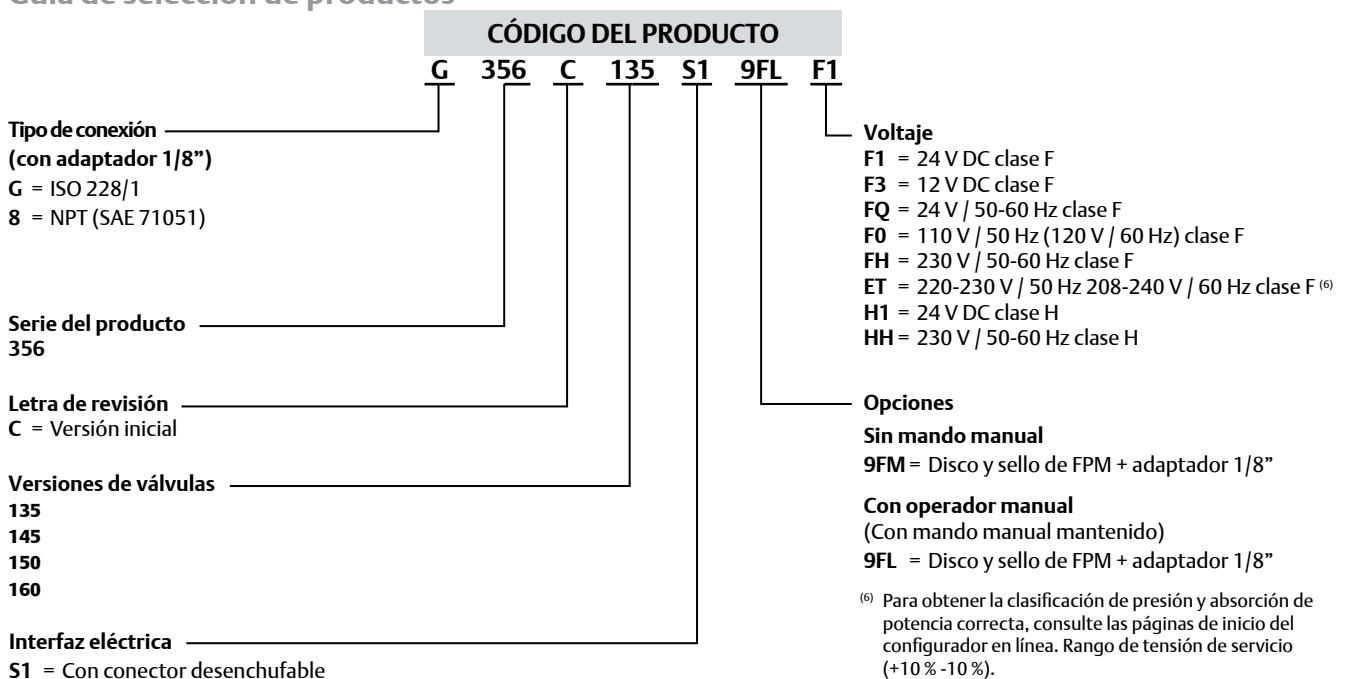 Guía de selección de productos
CÓDIGO DEL PRODUCTO
G 356 C 135 S1 9FL F1
Tipo de conexión
(con adaptador 1/8”)
G = ISO 228/1
8 = NPT (SAE 71051)
Serie del producto
356
Letra de revisión
C = Versión inicial
Versiones de válvulas
135
145
150
160
Interfaz eléctrica
S1 = Con conector desenchufable
Voltaje
F1 = 24 V DC clase F
F3 = 12 V DC clase F
FQ = 24 V / 50-60 Hz clase F
F0 = 110 V / 50 Hz (120 V / 60 Hz) clase F
FH = 230 V / 50-60 Hz clase F
ET = 220-230 V / 50 Hz 208-240 V / 60 Hz clase F (6)
H1 = 24 V DC clase H
HH = 230 V / 50-60 Hz clase H
Opciones
Sin mando manual
9FM = Disco y sello de FPM + adaptador 1/8”
Con operador manual
(Con mando manual mantenido)
9FL = Disco y sello de FPM + adaptador 1/8”
(6) Para obtener la clasificación de presión y absorción de
potencia correcta, consulte las páginas de inicio del
configurador en línea. Rango de tensión de servicio
(+10 % -10 %).